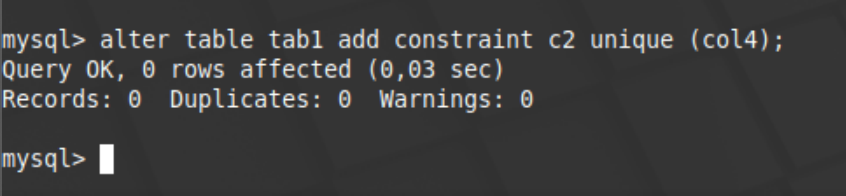 mysql> alter table tab1 add constraint c2 unique (col4);
Query OK, 0 rows affected (0,03 sec)
Records: 0  Duplicates: 0  Warnings: 0
mysql>